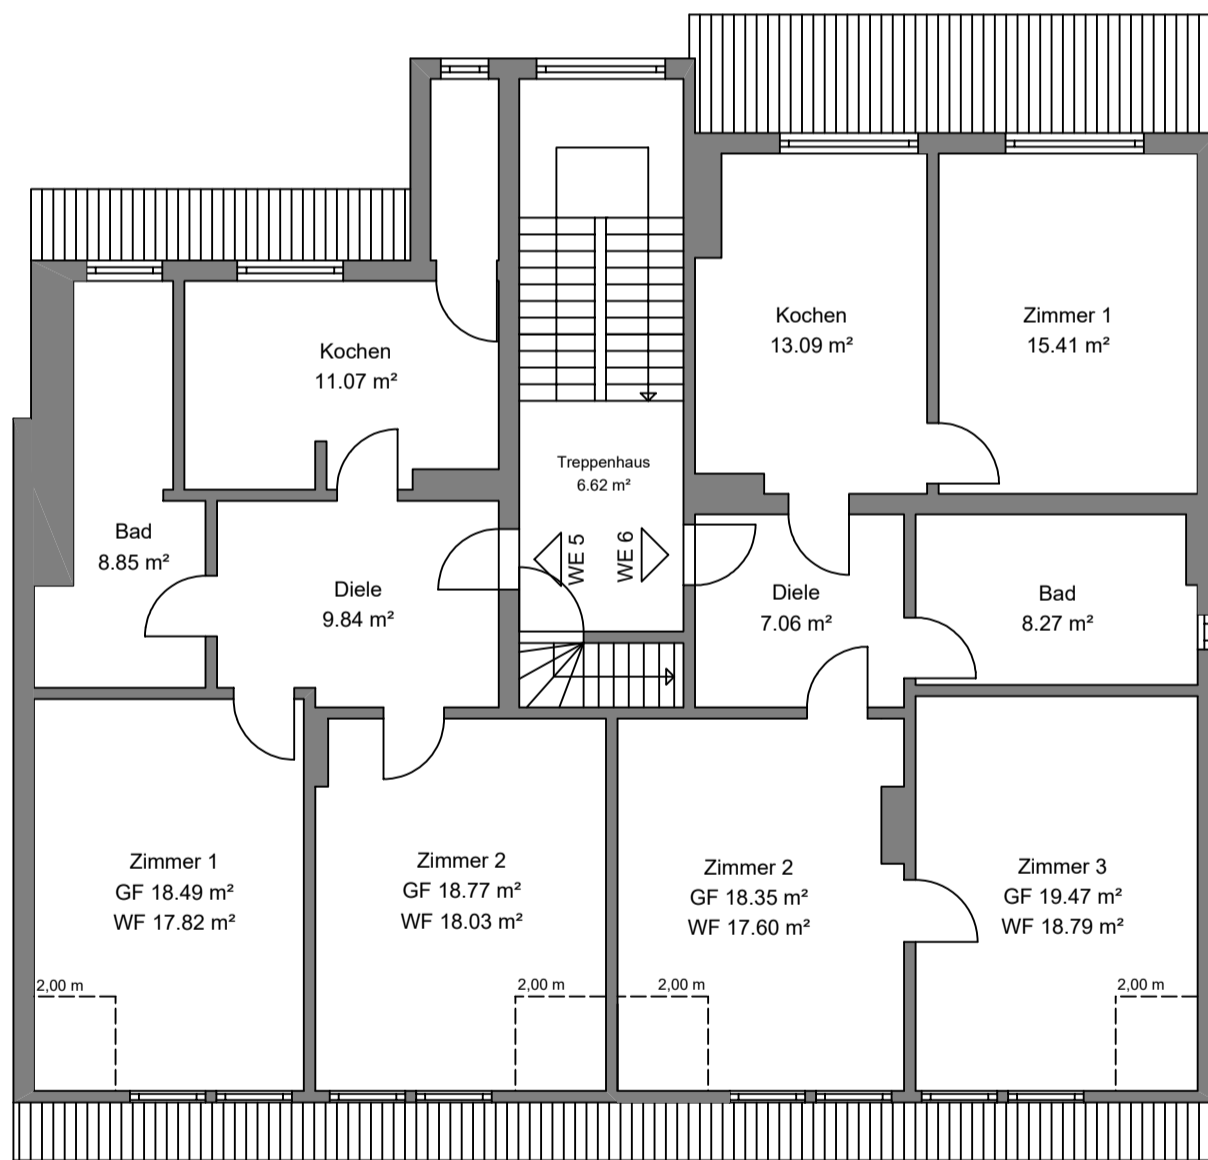 Kochen
13.09 m²
Zimmer 1
15.41 m²
Kochen
11.07 m²
Treppenhaus
6.62 m²
WE 5
WE 6
Bad
8.85 m²
Diele
9.84 m²
Diele
7.06 m²
Bad
8.27 m²
Zimmer 1
GF 18.49 m²
WF 17.82 m²
Zimmer 2
GF 18.77 m²
WF 18.03 m²
Zimmer 2
GF 18.35 m²
WF 17.60 m²
Zimmer 3
GF 19.47 m²
WF 18.79 m²
2,00 m
2,00 m
2,00 m
2,00 m